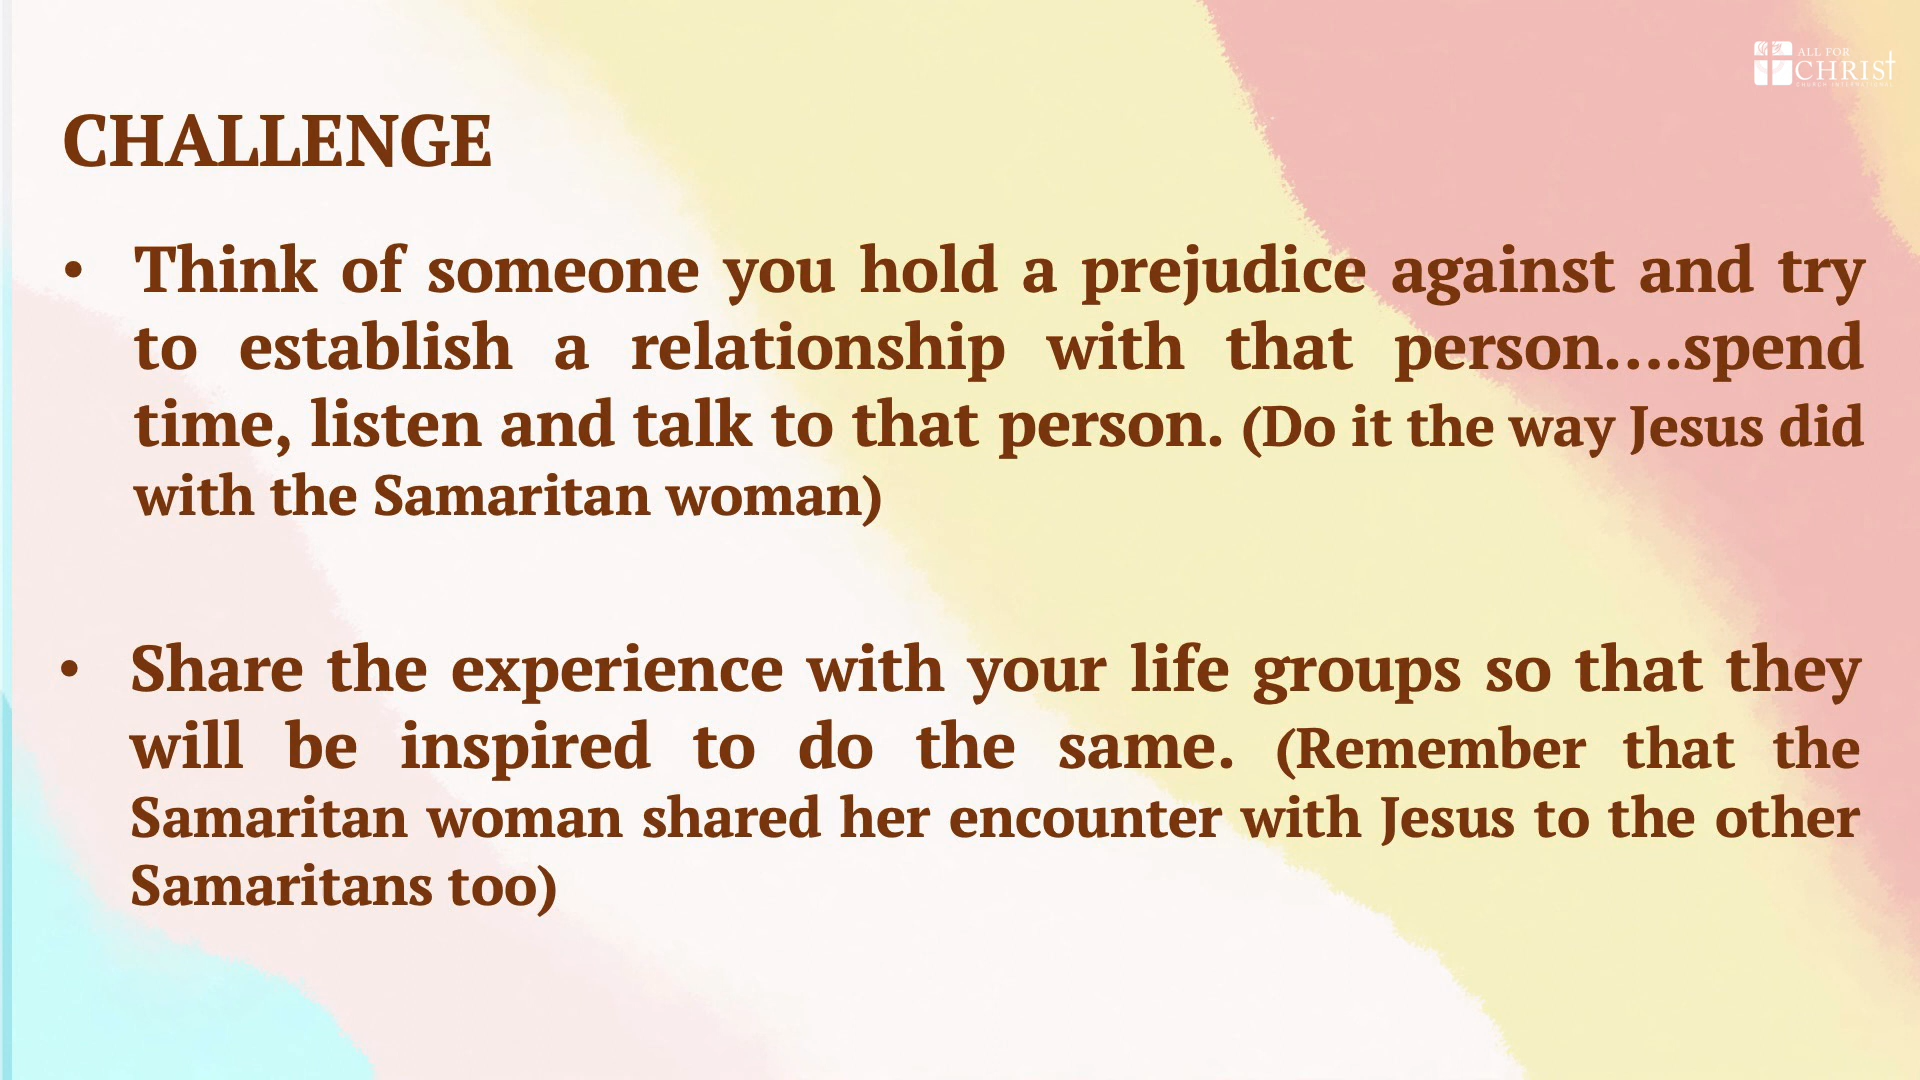 ALL FOR
CHRIST
CHALLENGE
• Think of someone you hold a prejudice against and try
to establish a relationship with that person....spend
time, listen and talk to that person. (Do it the way Jesus did
with the Samaritan woman)
• Share the experience with your life groups so that they
will be inspired to do the same. (Remember that the
Samaritan woman shared her encounter with Jesus to the other
Samaritans too)